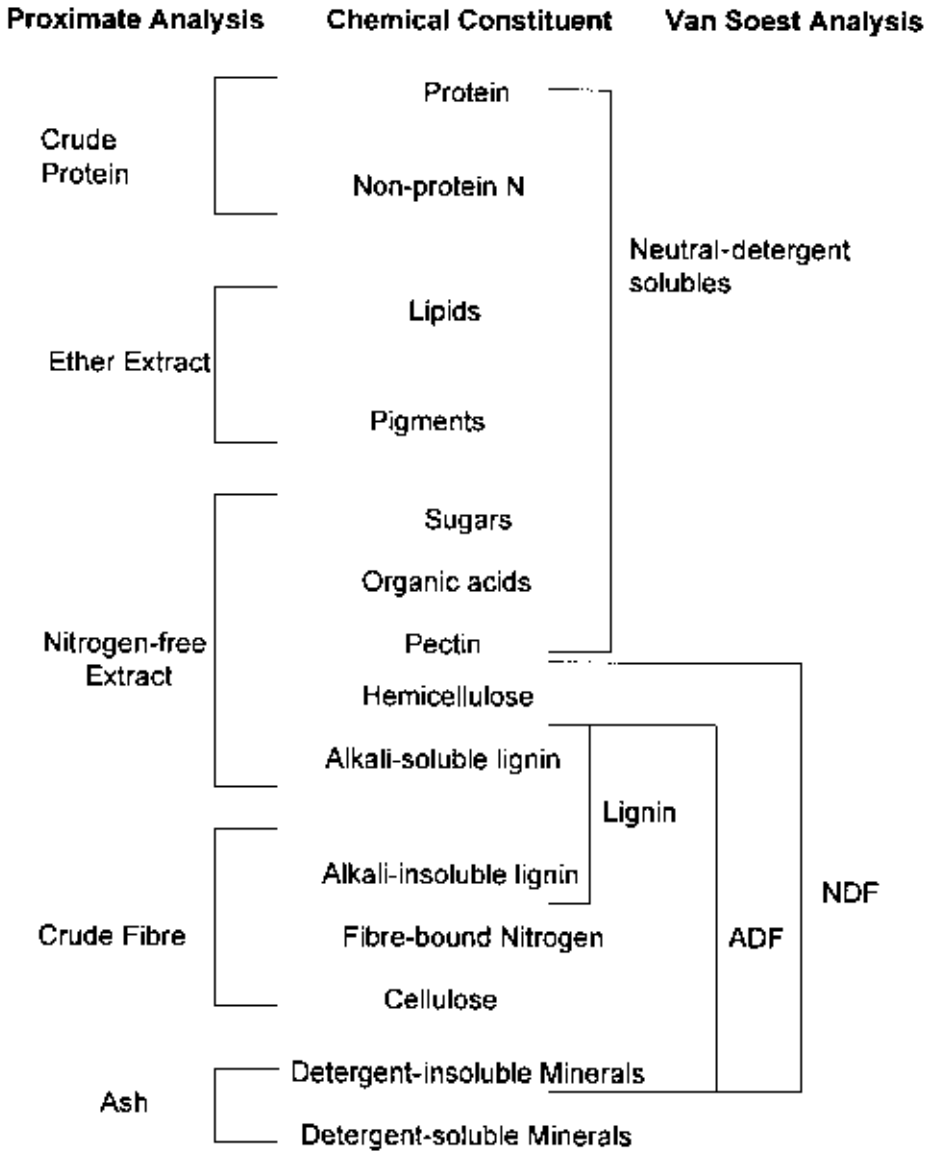 Proximate Analysis
Chemical Constituent
Van Soest Analysis
Protein
Crude
Protein
Non-protein N
Neutral-detergent
solubles
Lipids
Ether Extract
Pigments
Sugars
Organic acids
Nitrogen-free
Extract
Pectin
Hemicellulose
Alkali-soluble lignin
Lignin
Alkali-insoluble lignin
NDF
Crude Fibre
Fibre-bound Nitrogen
ADF
Cellulose
Detergent-insoluble Minerals
Ash
Detergent-soluble Minerals